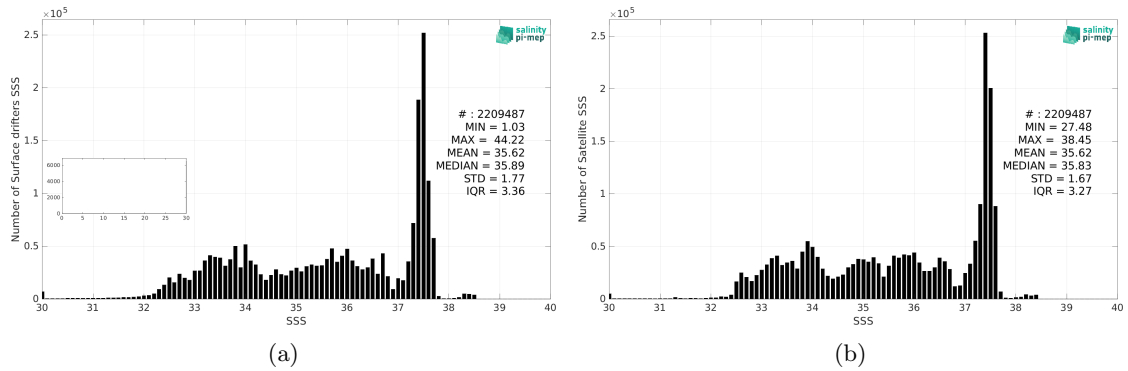 ×10^5
2.5
2
1.5
1
0.5
0
Number of Surface drifters SSS
salinity
pi-mep
# : 2209487
MIN = 1.03
MAX = 44.22
MEAN = 35.62
MEDIAN = 35.89
STD = 1.77
IQR = 3.36
6000
4000
2000
0
0 5 10 15 20 25 30
30 31 32 33 34 35 36 37 38 39 40
SSS
(a)
×10^5
2.5
2
1.5
1
0.5
0
Number of Satellite SSS
salinity
pi-mep
# : 2209487
MIN = 27.48
MAX = 38.45
MEAN = 35.62
MEDIAN = 35.83
STD = 1.67
IQR = 3.27
30 31 32 33 34 35 36 37 38 39 40
SSS
(b)